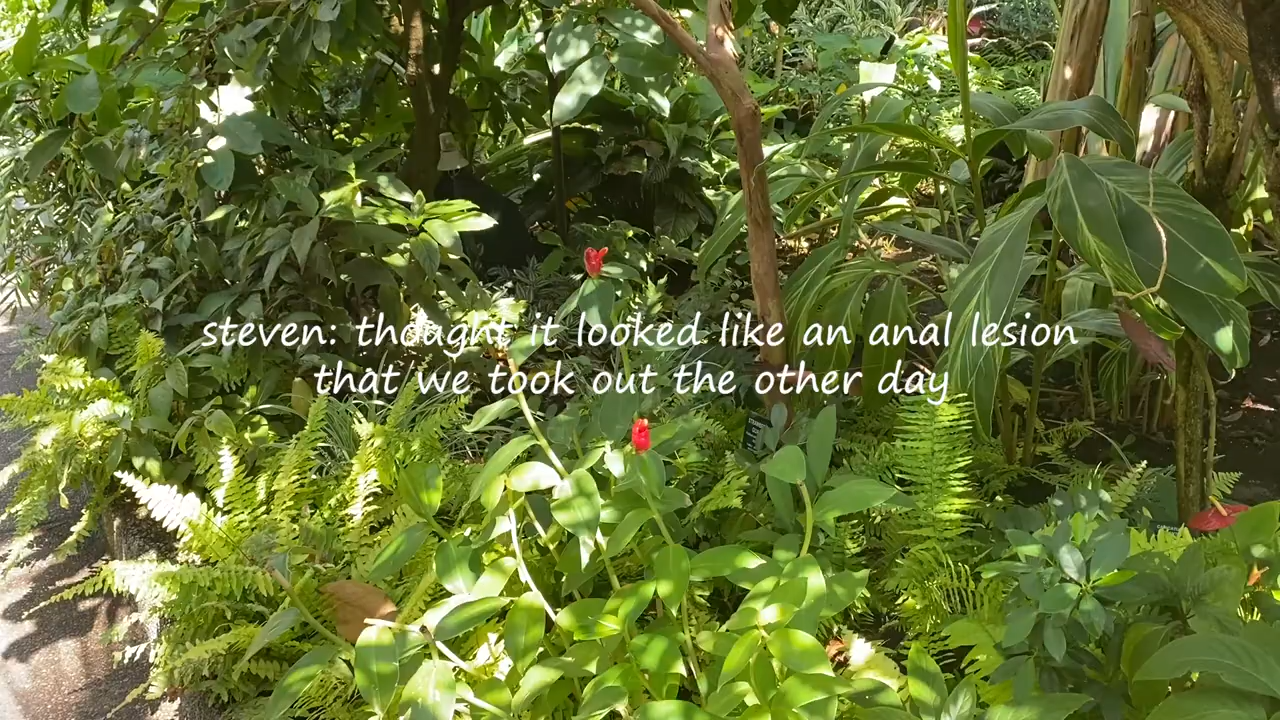 steven: thought it looked like an anal lesion
that we took out the other day